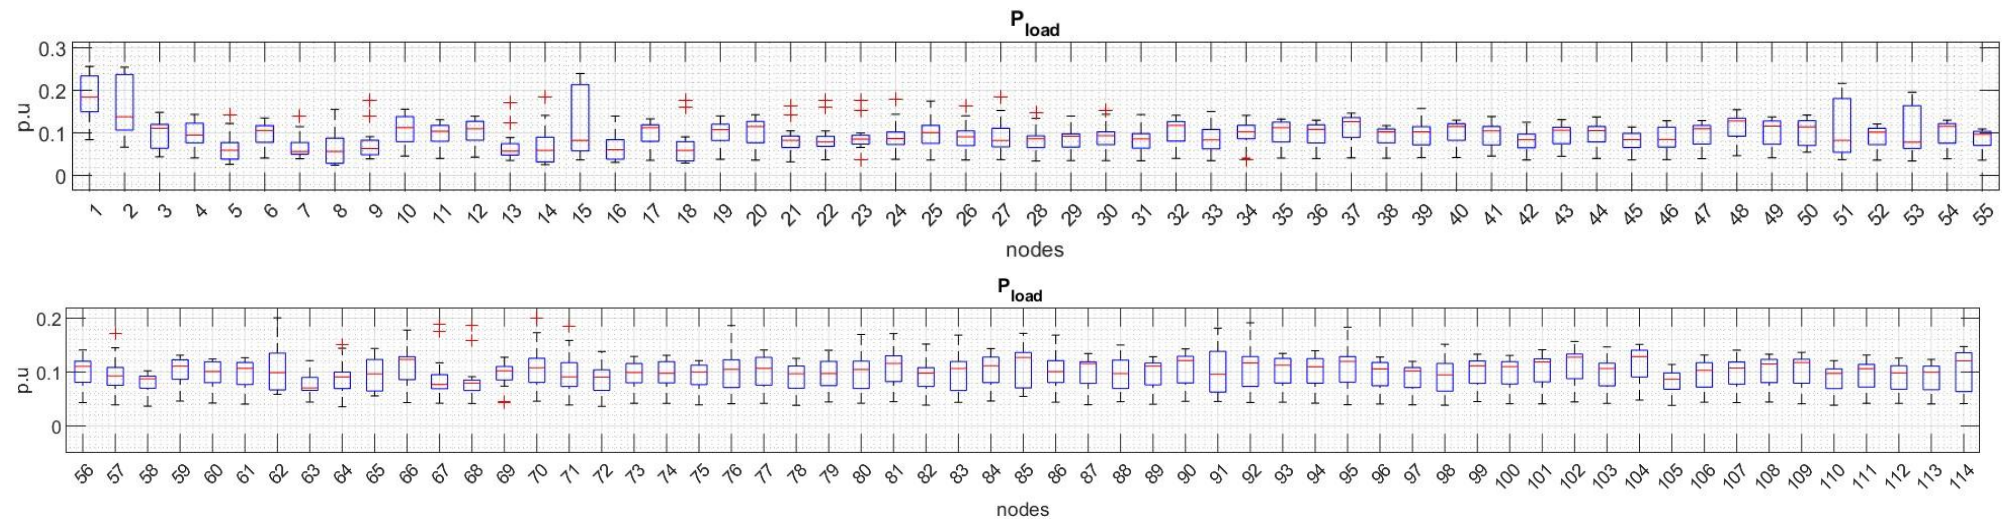 P_load
0.3
0.2
0.1
0
p.u
1 2 3 4 5 6 7 8 9 10 11 12 13 14 15 16 17 18 19 20 21 22 23 24 25 26 27 28 29 30 31 32 33 34 35 36 37 38 39 40 41 42 43 44 45 46 47 48 49 50 51 52 53 54 55
nodes
P_load
0.2
0.1
0
p.u
56 57 58 59 60 61 62 63 64 65 66 67 68 69 70 71 72 73 74 75 76 77 78 79 80 81 82 83 84 85 86 87 88 89 90 91 92 93 94 95 96 97 98 99 100 101 102 103 104 105 106 107 108 109 110 111 112 113 114
nodes